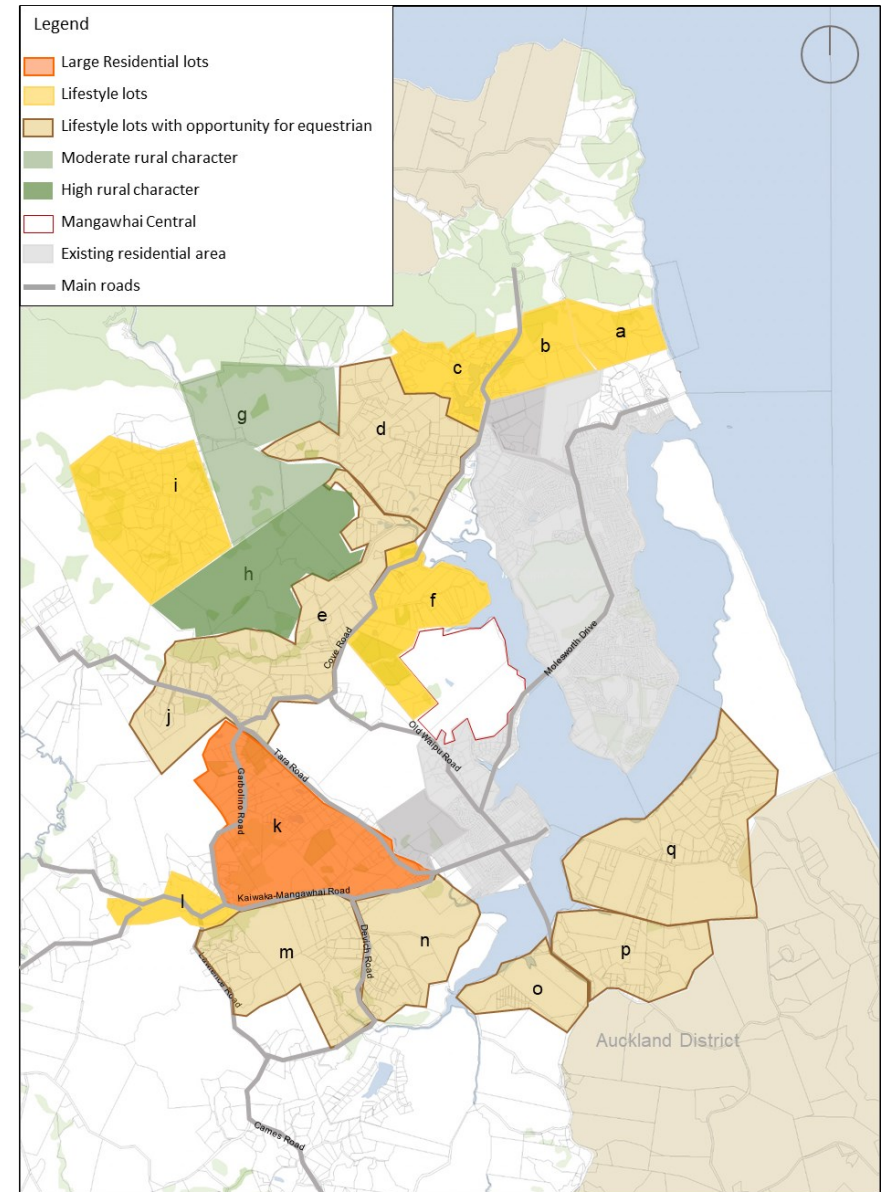 Legend
Large Residential lots
Lifestyle lots
Lifestyle lots with opportunity for equestrian
Moderate rural character
High rural character
Mangawhai Central
Existing residential area
Main roads
a
b
c
d
g
i
h
f
e
Cove Road
Molesworth Drive
j
Old Waipu Road
Tara Road
Garbolino Road
k
q
Kaiwaka-Mangawhai Road
l
n
m
Devich Road
p
Lawrence Road
o
Auckland District
Cames Road